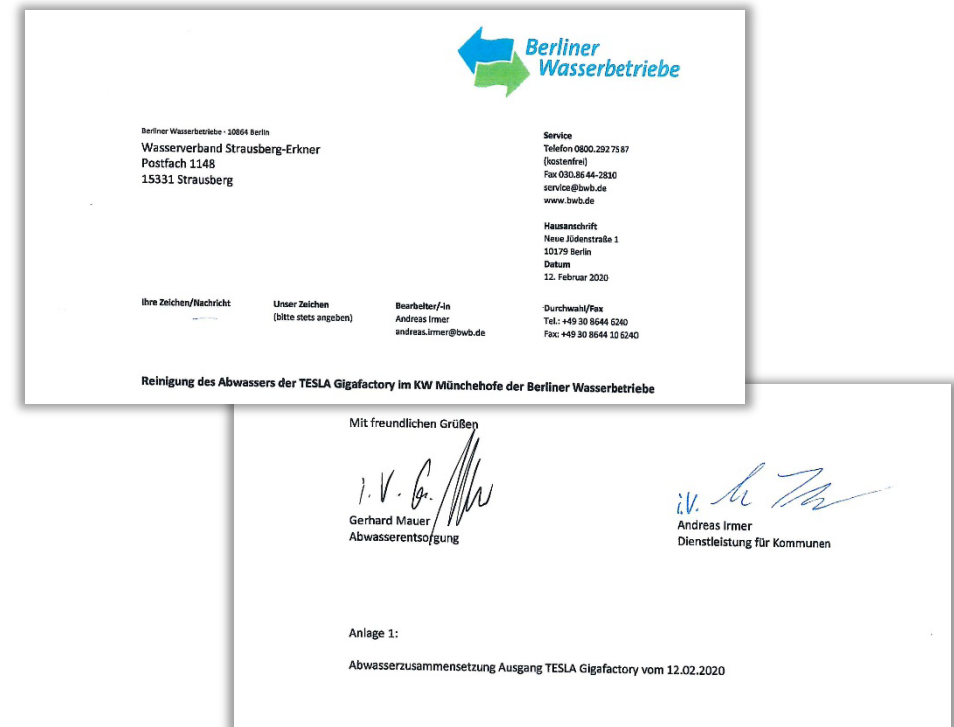 Berliner
Wasserbetriebe
Berliner Wasserbetriebe - 10864 Berlin
Wasserverband Strausberg-Erkner
Postfach 1148
15331 Strausberg
Service
Telefon 0800.292 75 87
(kostenfrei)
Fax 030.86 44-2810
service@bwb.de
www.bwb.de
Hausanschrift
Neue Jüdenstraße 1
10179 Berlin
Datum
12. Februar 2020
Ihre Zeichen/Nachricht
Unser Zeichen
(bitte stets angeben)
Bearbeiter/-in
Andreas Irmer
andreas.irmer@bwb.de
Durchwahl/Fax
Tel.: +49 30 8644 6240
Fax: +49 30 8644 10 6240
Reinigung des Abwassers der TESLA Gigafactory im KW Münchehofe der Berliner Wasserbetriebe
Mit freundlichen Grüßen
i.V.
Gerhard Mauer
Abwasserentsorgung
i.V.
Andreas Irmer
Dienstleistung für Kommunen
Anlage 1:
Abwasserzusammensetzung Ausgang TESLA Gigafactory vom 12.02.2020